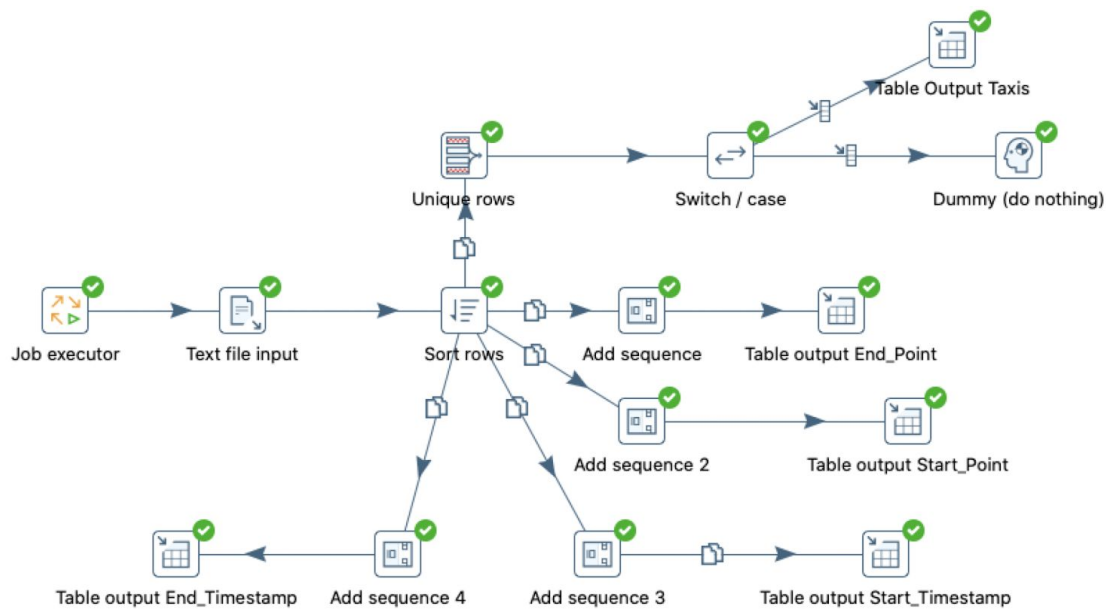 Table Output Taxis
Unique rows
Switch / case
Dummy (do nothing)
Job executor
Text file input
Sort rows
Add sequence
Table output End_Point
Add sequence 2
Table output Start_Point
Table output End_Timestamp
Add sequence 4
Add sequence 3
Table output Start_Timestamp